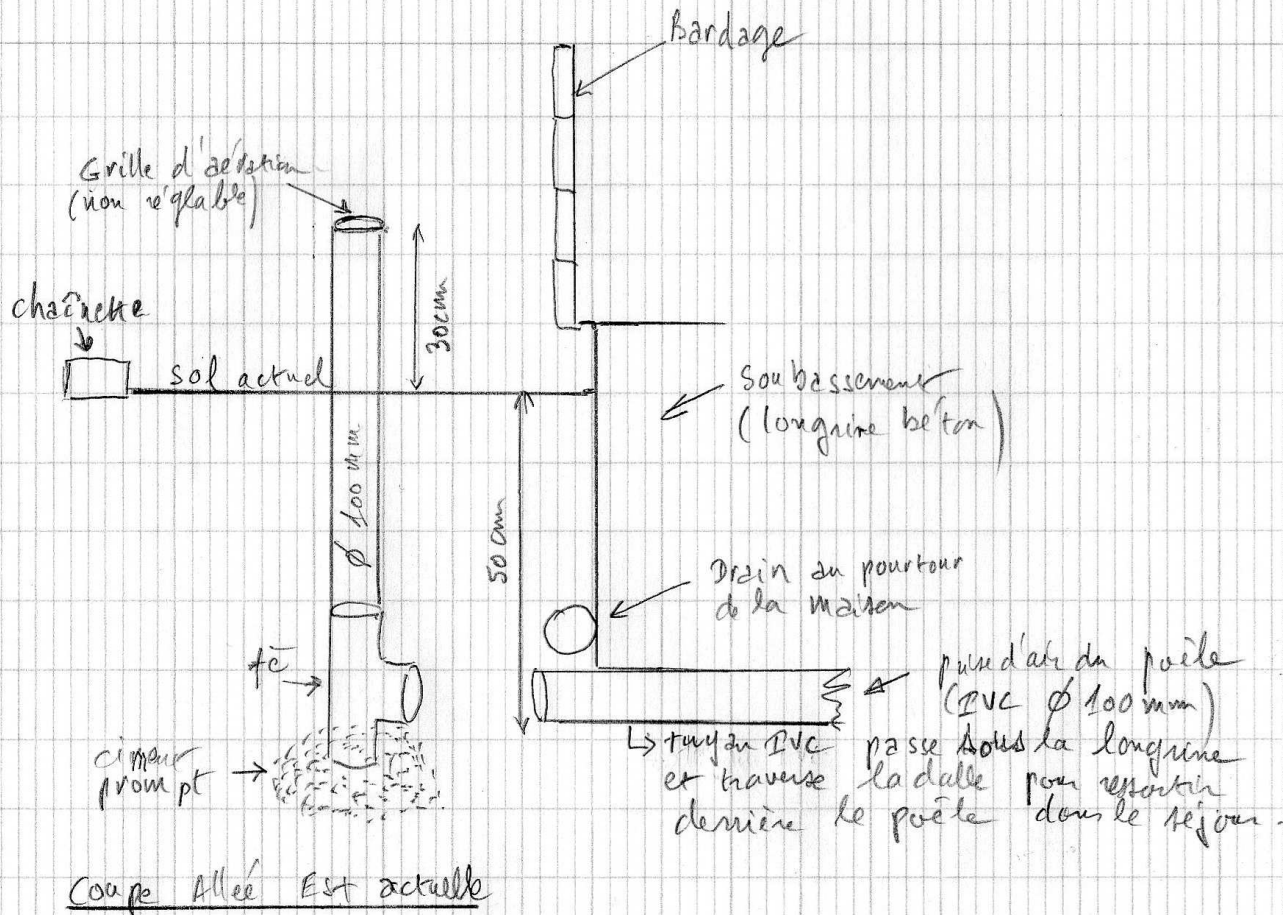 Bardage
Grille d'aération
(non réglable)
chaînette
30cm
sol actuel
Soubassement
(longrine béton)
Ø 100 mm
50 cm
Drain au pourtour
de la maison
té
prise d'air du poêle
(PVC Ø 100 mm)
ciment
prompt
↳ tuyau PVC passe sous la longrine
et traverse la dalle pour ressortir
derrière le poêle dans le séjour.
Coupe Allée Est actuelle